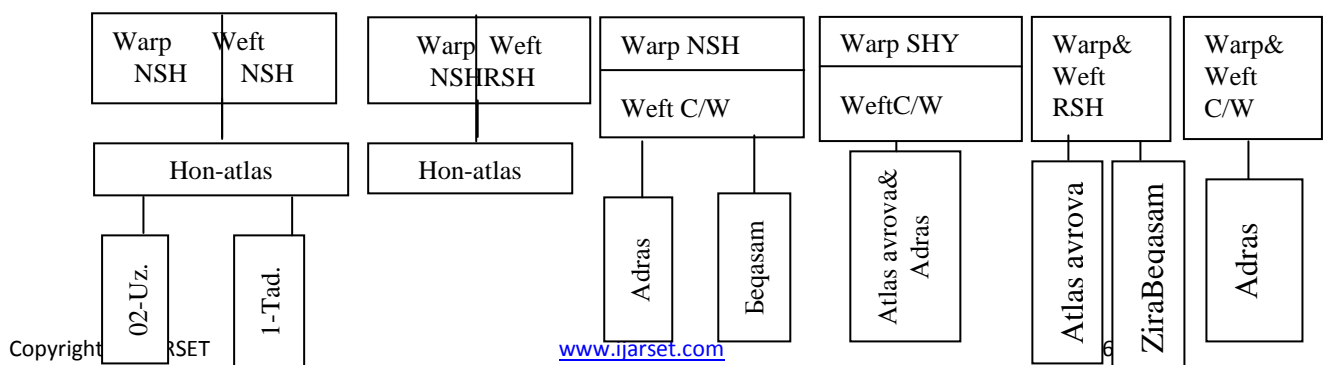 Warp Weft
NSH NSH
Warp Weft
NSHRSH
Warp NSH
Weft C/W
Warp SHY
WeftC/W
Warp&
Weft
RSH
Warp&
Weft
C/W
Hon-atlas
Hon-atlas
02-Uz.
1-Tad.
Adras
Беqasam
Atlas avrova&
Adras
Atlas avrova
ZiraBeqasam
Adras
Copyright RSET www.ijarset.com 6